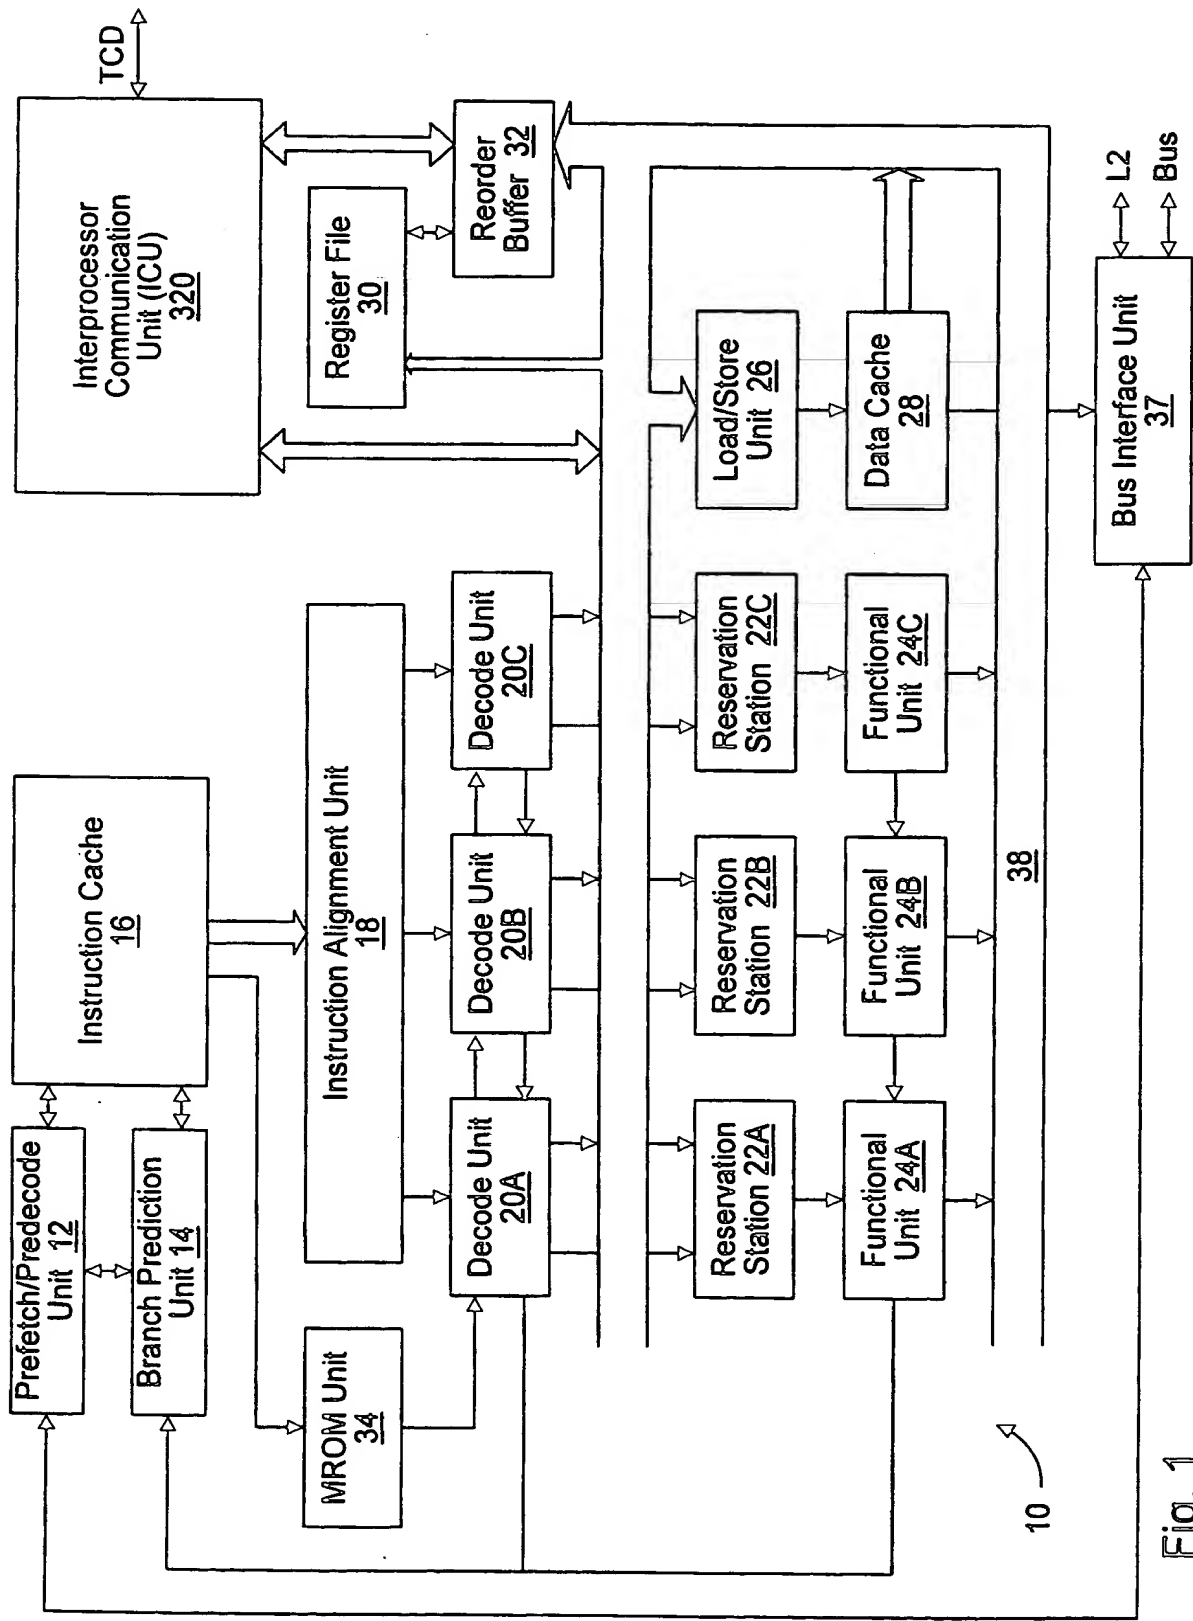 Prefetch/Predecode
Unit 12
Branch Prediction
Unit 14
Instruction Cache
16
Interprocessor
Communication
Unit (ICU)
320
TCD
MROM Unit
34
Instruction Alignment Unit
18
Register File
30
Reorder
Buffer 32
Decode Unit
20A
Decode Unit
20B
Decode Unit
20C
Reservation
Station 22A
Reservation
Station 22B
Reservation
Station 22C
Load/Store
Unit 26
Functional
Unit 24A
Functional
Unit 24B
Functional
Unit 24C
Data Cache
28
38
10
Bus Interface Unit
37
L2
Bus
Fig. 1